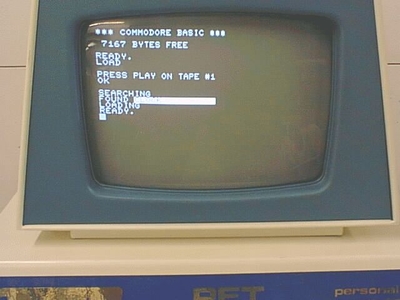 *** COMMODORE BASIC ***
7167 BYTES FREE
READY.
LOAD
PRESS PLAY ON TAPE #1
OK
SEARCHING
FOUND
LOADING
READY.
PET
personal